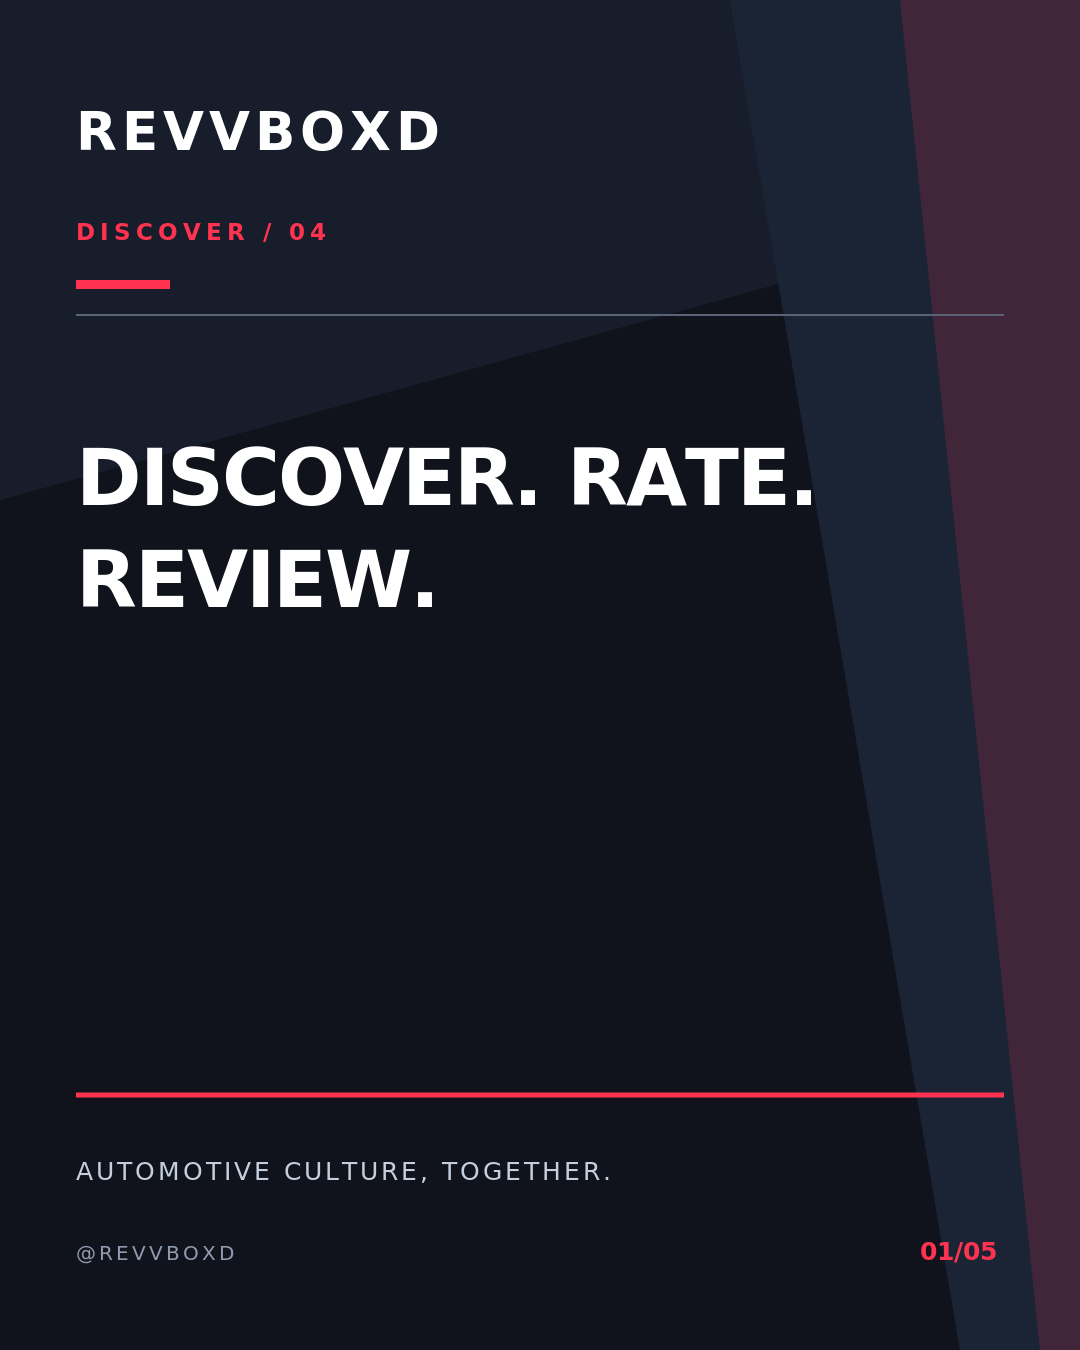 REVVBOXD
DISCOVER / 04
DISCOVER. RATE.
REVIEW.
AUTOMOTIVE CULTURE, TOGETHER.
@REVVBOXD
01/05